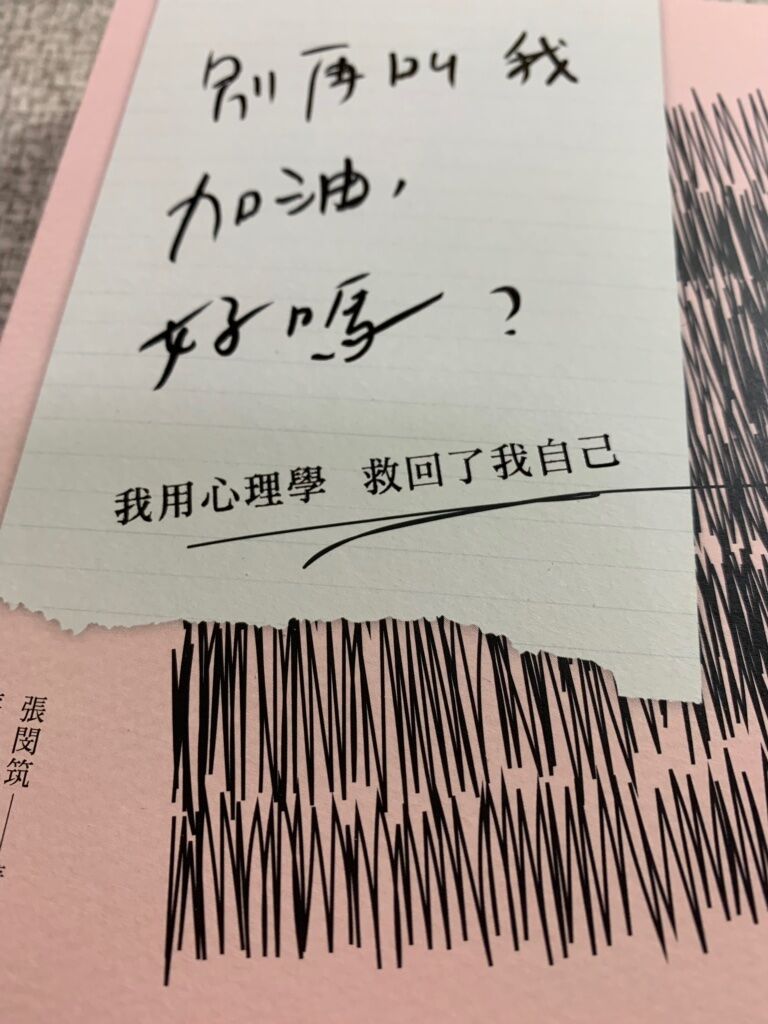 別再叫我
加油，
好嗎？
我用心理學 救回了我自己
張閔筑